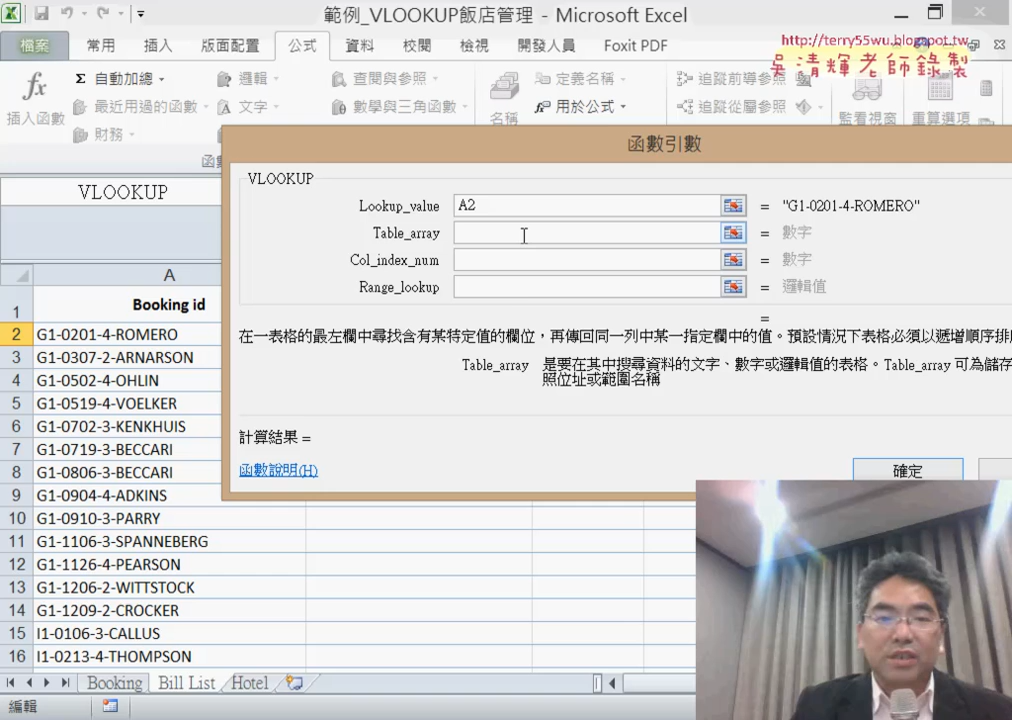 範例_VLOOKUP飯店管理 - Microsoft Excel
http://terry55wu.blogspot.tw
吳清輝老師錄製
檔案 常用 插入 版面配置 公式 資料 校閱 檢視 開發人員 Foxit PDF
fx 插入函數
Σ 自動加總
最近用過的函數
財務
邏輯
文字
查閱與參照
數學與三角函數
名稱
定義名稱
用於公式
追蹤前導參照
追蹤從屬參照
監看視窗
重算選項
VLOOKUP
函數引數
VLOOKUP
Lookup_value A2 = "G1-0201-4-ROMERO"
Table_array = 數字
Col_index_num = 數字
Range_lookup = 邏輯值
=
在一表格的最左欄中尋找含有某特定值的欄位，再傳回同一列中某一指定欄中的值。預設情況下表格必須以遞增順序排
Table_array 是要在其中搜尋資料的文字、數字或邏輯值的表格。Table_array 可為儲存
照位址或範圍名稱
計算結果 =
函數說明(H)
確定
A
1 Booking id
2 G1-0201-4-ROMERO
3 G1-0307-2-ARNARSON
4 G1-0502-4-OHLIN
5 G1-0519-4-VOELKER
6 G1-0702-3-KENKHUIS
7 G1-0719-3-BECCARI
8 G1-0806-3-BECCARI
9 G1-0904-4-ADKINS
10 G1-0910-3-PARRY
11 G1-1106-3-SPANNEBERG
12 G1-1126-4-PEARSON
13 G1-1206-2-WITTSTOCK
14 G1-1209-2-CROCKER
15 I1-0106-3-CALLUS
16 I1-0213-4-THOMPSON
Booking Bill List Hotel
編輯